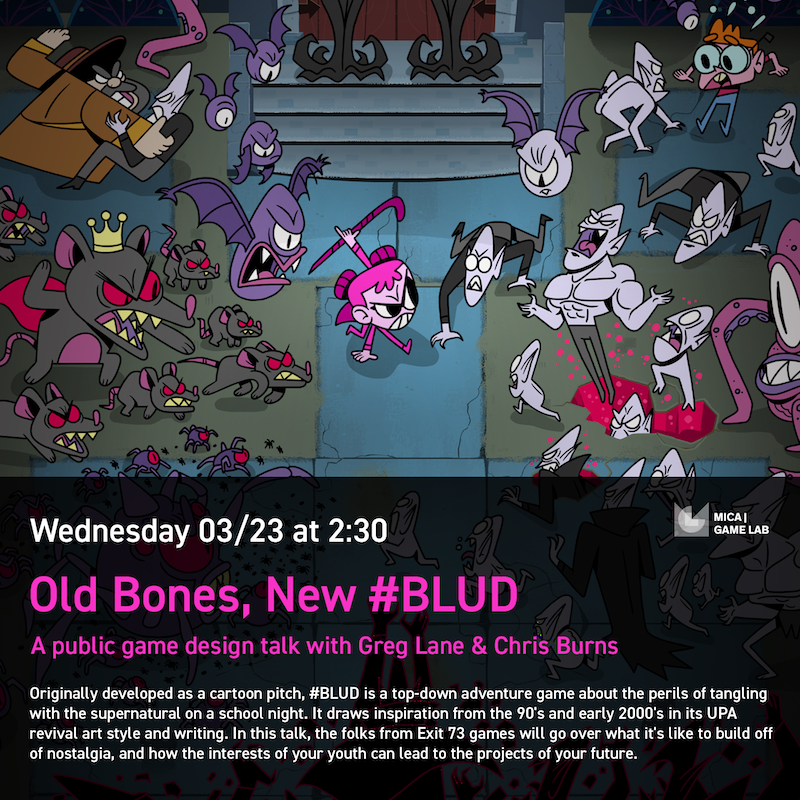 Wednesday 03/23 at 2:30
MICA |
GAME LAB
Old Bones, New #BLUD
A public game design talk with Greg Lane & Chris Burns
Originally developed as a cartoon pitch, #BLUD is a top-down adventure game about the perils of tangling
with the supernatural on a school night. It draws inspiration from the 90's and early 2000's in its UPA
revival art style and writing. In this talk, the folks from Exit 73 games will go over what it's like to build off
of nostalgia, and how the interests of your youth can lead to the projects of your future.